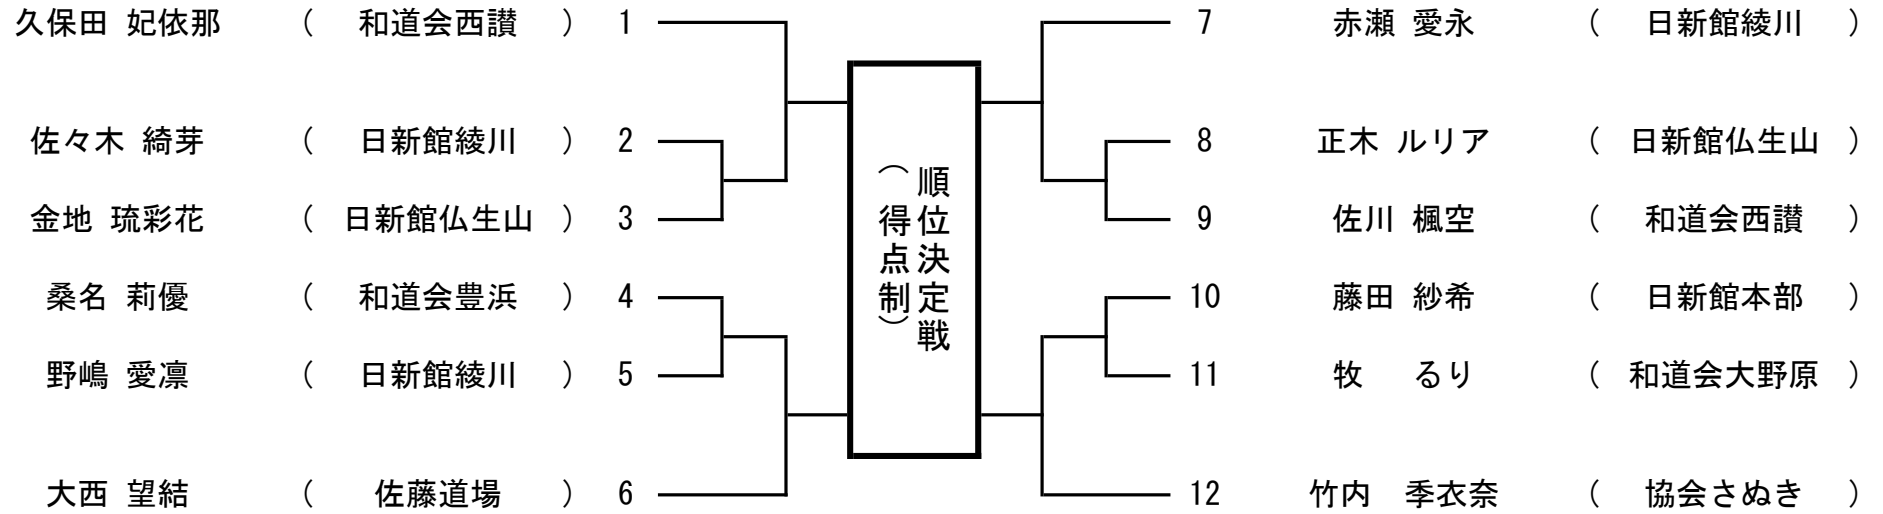 久保田 妃依那 ( 和道会西讃 ) 1
佐々木 綺芽 ( 日新館綾川 ) 2
金地 琉彩花 ( 日新館仏生山 ) 3
桑名 莉優 ( 和道会豊浜 ) 4
野嶋 愛凛 ( 日新館綾川 ) 5
大西 望結 ( 佐藤道場 ) 6
順位決定戦
(得点制)
7 赤瀬 愛永 ( 日新館綾川 )
8 正木 ルリア ( 日新館仏生山 )
9 佐川 楓空 ( 和道会西讃 )
10 藤田 紗希 ( 日新館本部 )
11 牧 るり ( 和道会大野原 )
12 竹内 季衣奈 ( 協会さぬき )